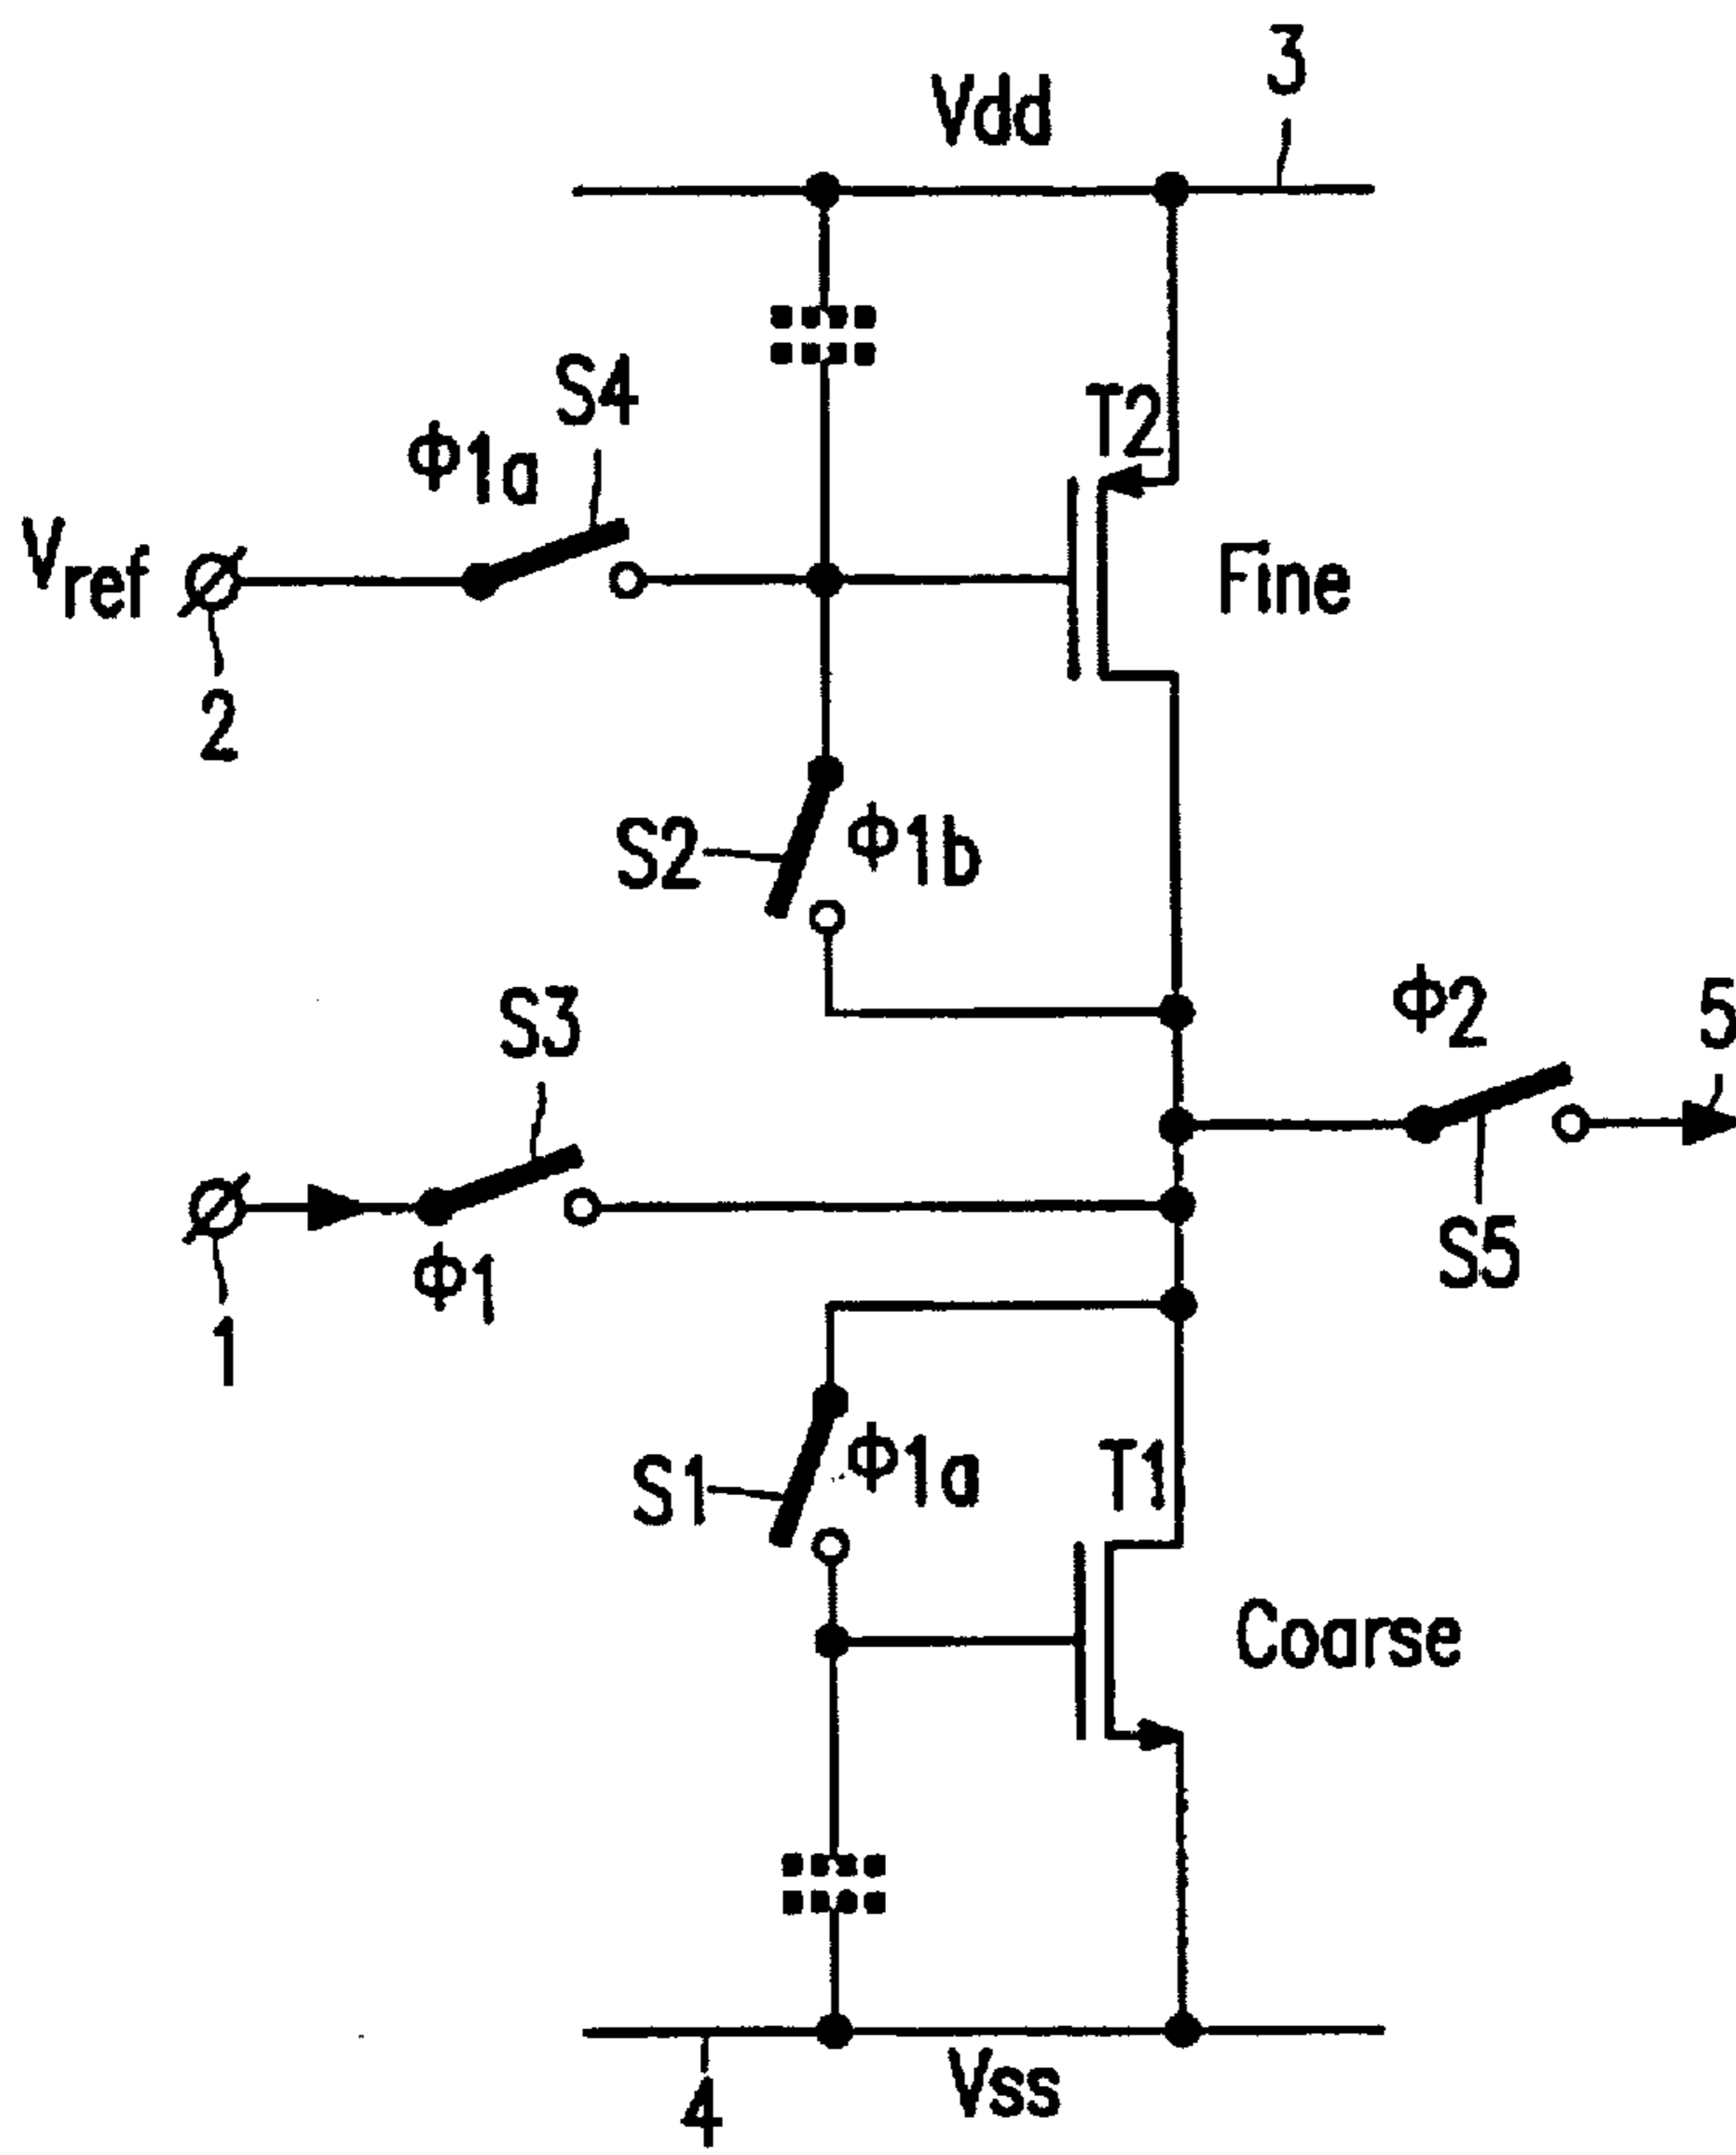 3
Vdd
S4
T2
Φ1a
Vref
Fine
2
S2
Φ1b
S3
Φ2
5
S5
Φ1
1
S1
Φ1a
T1
Coarse
Vss
4